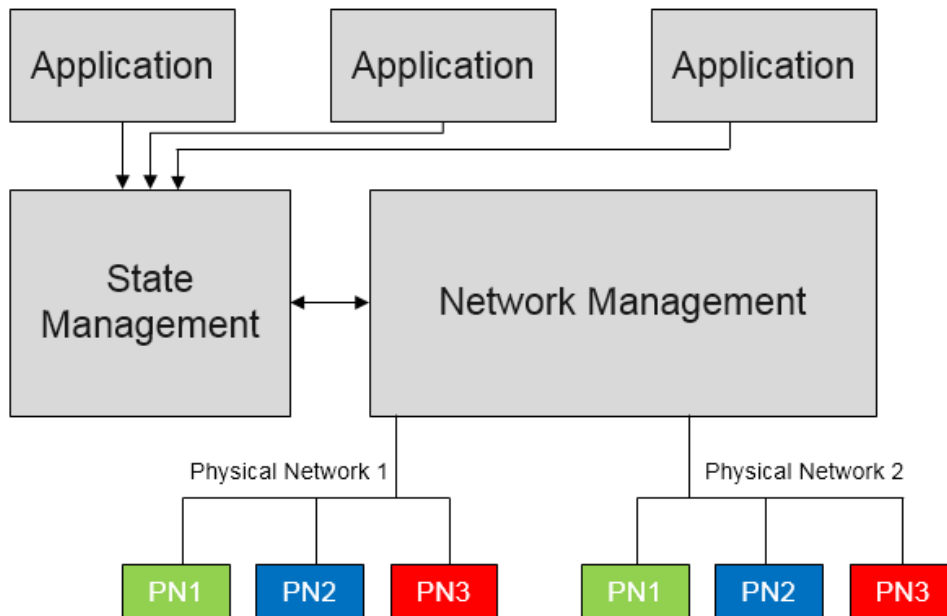 Application
Application
Application
State
Management
Network Management
Physical Network 1
Physical Network 2
PN1
PN2
PN3
PN1
PN2
PN3